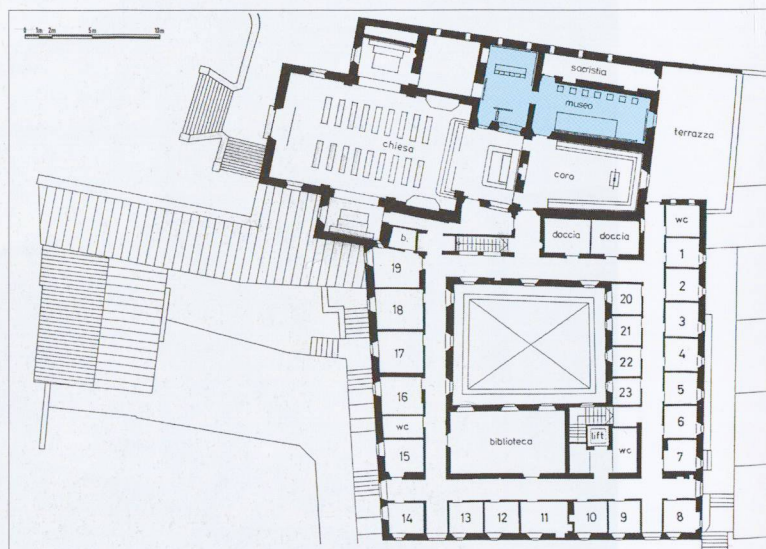 0 1m 2m 5m 10m
sacristia
museo
terrazza
chiesa
coro
wc
b.
doccia doccia
1
19
2
20
18
3
21
4
17
22
5
23
16
6
wc
biblioteca
lift
wc
7
15
14 13 12 11 10 9 8